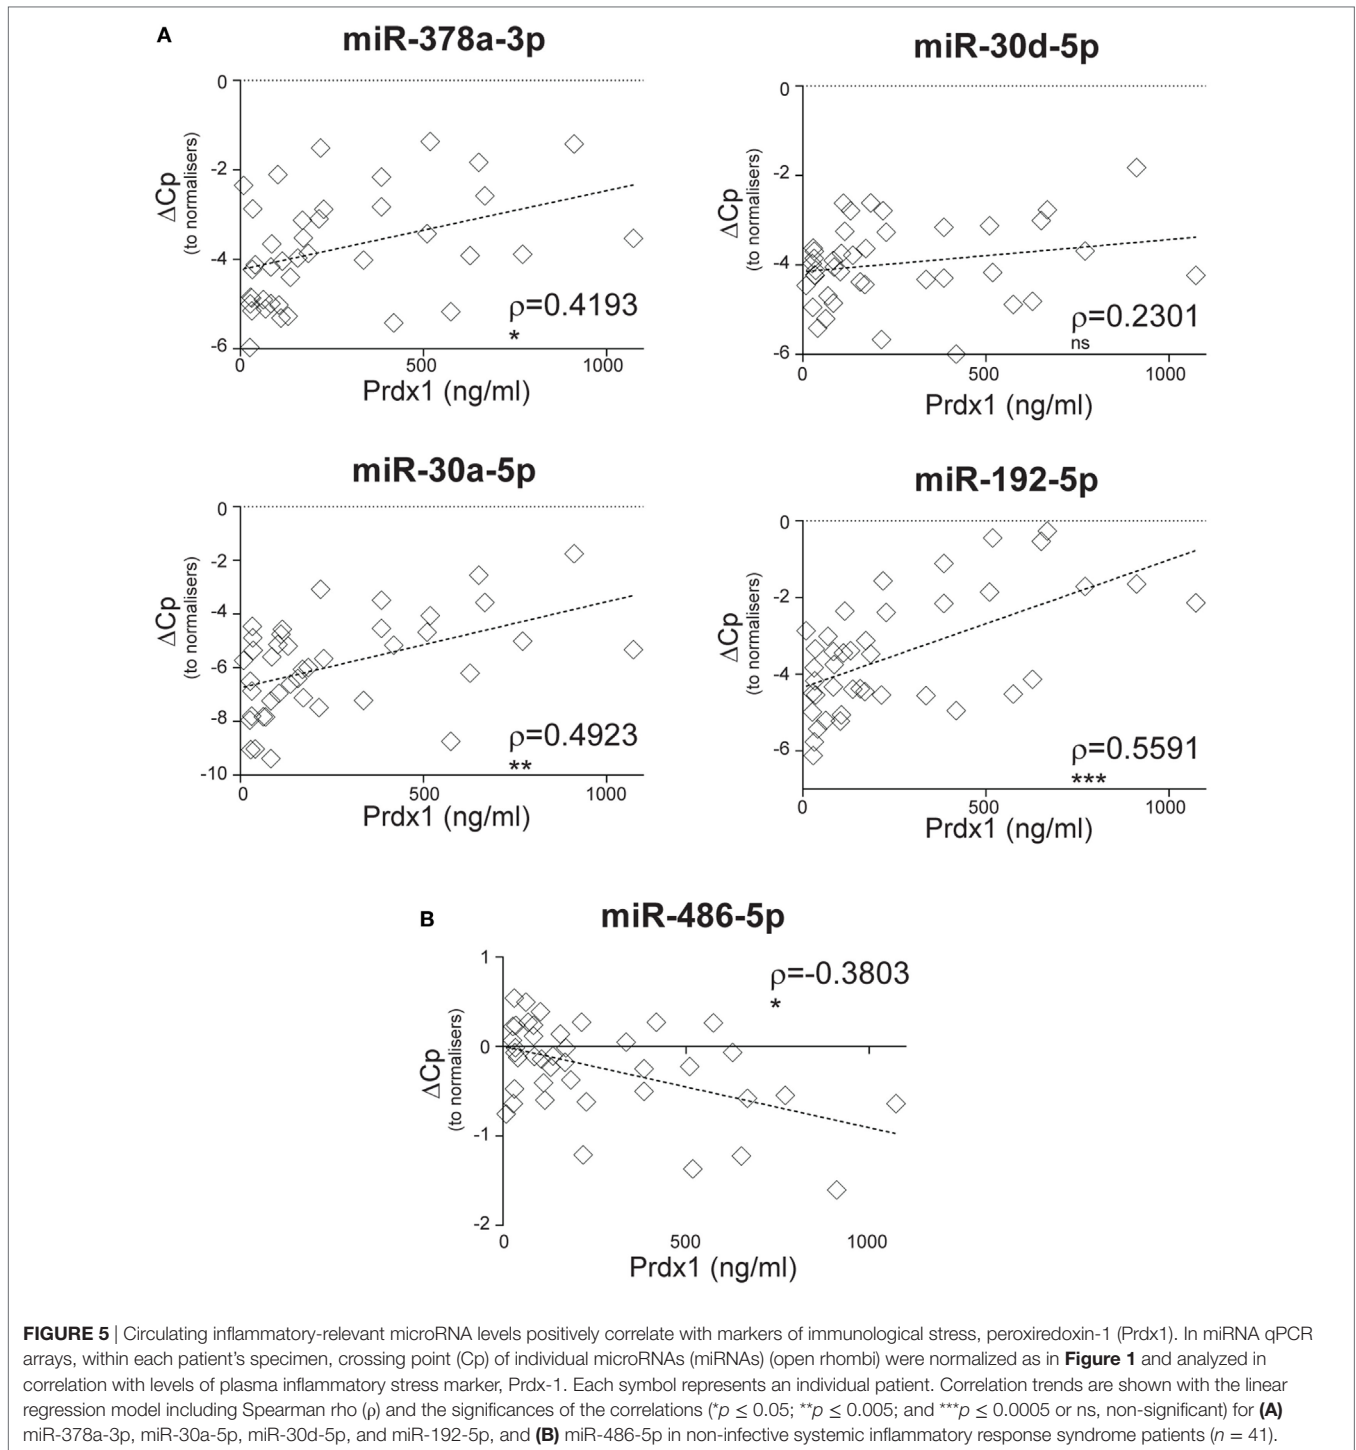 A
miR-378a-3p
0
-2
-4
-6
ΔCp
(to normalisers)
ρ=0.4193
*
0
500
1000
Prdx1 (ng/ml)
miR-30d-5p
0
-2
-4
-6
ΔCp
(to normalisers)
ρ=0.2301
ns
0
500
1000
Prdx1 (ng/ml)
miR-30a-5p
0
-2
-4
-6
-8
-10
ΔCp
(to normalisers)
ρ=0.4923
**
0
500
1000
Prdx1 (ng/ml)
miR-192-5p
0
-2
-4
-6
ΔCp
(to normalisers)
ρ=0.5591
***
0
500
1000
Prdx1 (ng/ml)
B
miR-486-5p
1
0
-1
-2
ΔCp
(to normalisers)
ρ=-0.3803
*
0
500
1000
Prdx1 (ng/ml)
FIGURE 5 | Circulating inflammatory-relevant microRNA levels positively correlate with markers of immunological stress, peroxiredoxin-1 (Prdx1). In miRNA qPCR
arrays, within each patient's specimen, crossing point (Cp) of individual microRNAs (miRNAs) (open rhombi) were normalized as in Figure 1 and analyzed in
correlation with levels of plasma inflammatory stress marker, Prdx-1. Each symbol represents an individual patient. Correlation trends are shown with the linear
regression model including Spearman rho (ρ) and the significances of the correlations (*p ≤ 0.05; **p ≤ 0.005; and ***p ≤ 0.0005 or ns, non-significant) for (A)
miR-378a-3p, miR-30a-5p, miR-30d-5p, and miR-192-5p, and (B) miR-486-5p in non-infective systemic inflammatory response syndrome patients (n = 41).